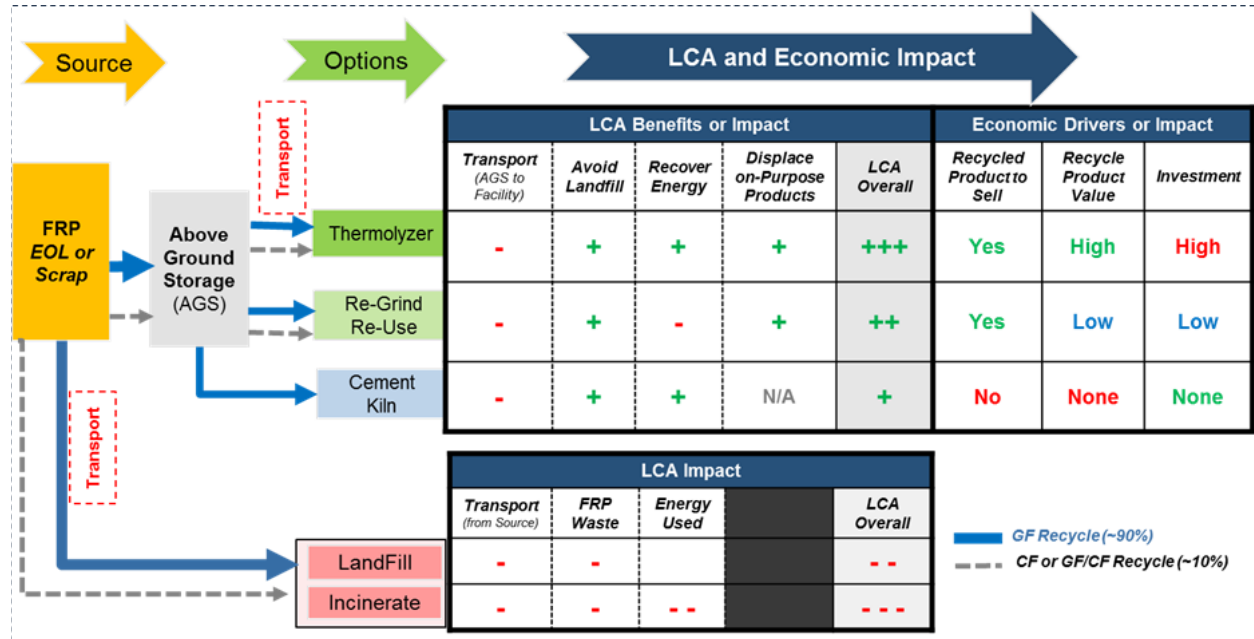 Source
Options
LCA and Economic Impact
Transport
LCA Benefits or Impact
Economic Drivers or Impact
Transport
(AGS to
Facility)
Avoid
Landfill
Recover
Energy
Displace
on-Purpose
Products
LCA
Overall
Recycled
Product to
Sell
Recycle
Product
Value
Investment
FRP
EOL or
Scrap
Above
Ground
Storage
(AGS)
Thermolyzer
- + + + +++ Yes High High
Re-Grind
Re-Use
- + - + ++ Yes Low Low
Cement
Kiln
- + + N/A + No None None
Transport
LCA Impact
Transport
(from Source)
FRP
Waste
Energy
Used
LCA
Overall
LandFill
- - - -
Incinerate
- - - - - - -
GF Recycle (~90%)
CF or GF/CF Recycle (~10%)